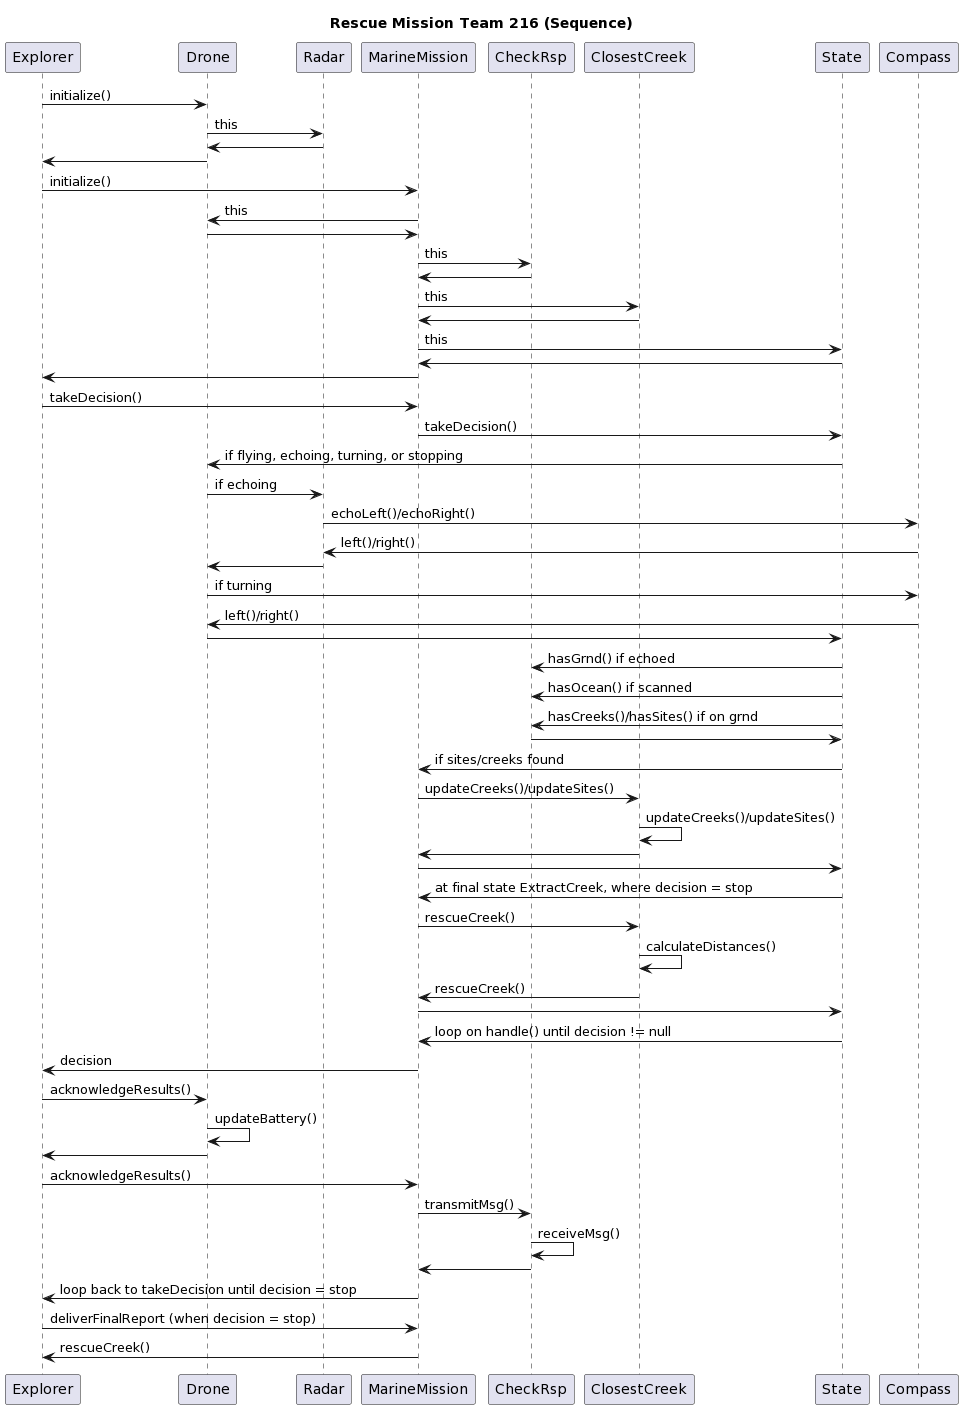 Rescue Mission Team 216 (Sequence)
Explorer Drone Radar MarineMission CheckRsp ClosestCreek State Compass
initialize()
this
initialize()
this
this
this
this
takeDecision()
takeDecision()
if flying, echoing, turning, or stopping
if echoing
echoLeft()/echoRight()
left()/right()
if turning
left()/right()
hasGrnd() if echoed
hasOcean() if scanned
hasCreeks()/hasSites() if on grnd
if sites/creeks found
updateCreeks()/updateSites()
updateCreeks()/updateSites()
at final state ExtractCreek, where decision = stop
rescueCreek()
calculateDistances()
rescueCreek()
loop on handle() until decision != null
decision
acknowledgeResults()
updateBattery()
acknowledgeResults()
transmitMsg()
receiveMsg()
loop back to takeDecision until decision = stop
deliverFinalReport (when decision = stop)
rescueCreek()
Explorer Drone Radar MarineMission CheckRsp ClosestCreek State Compass